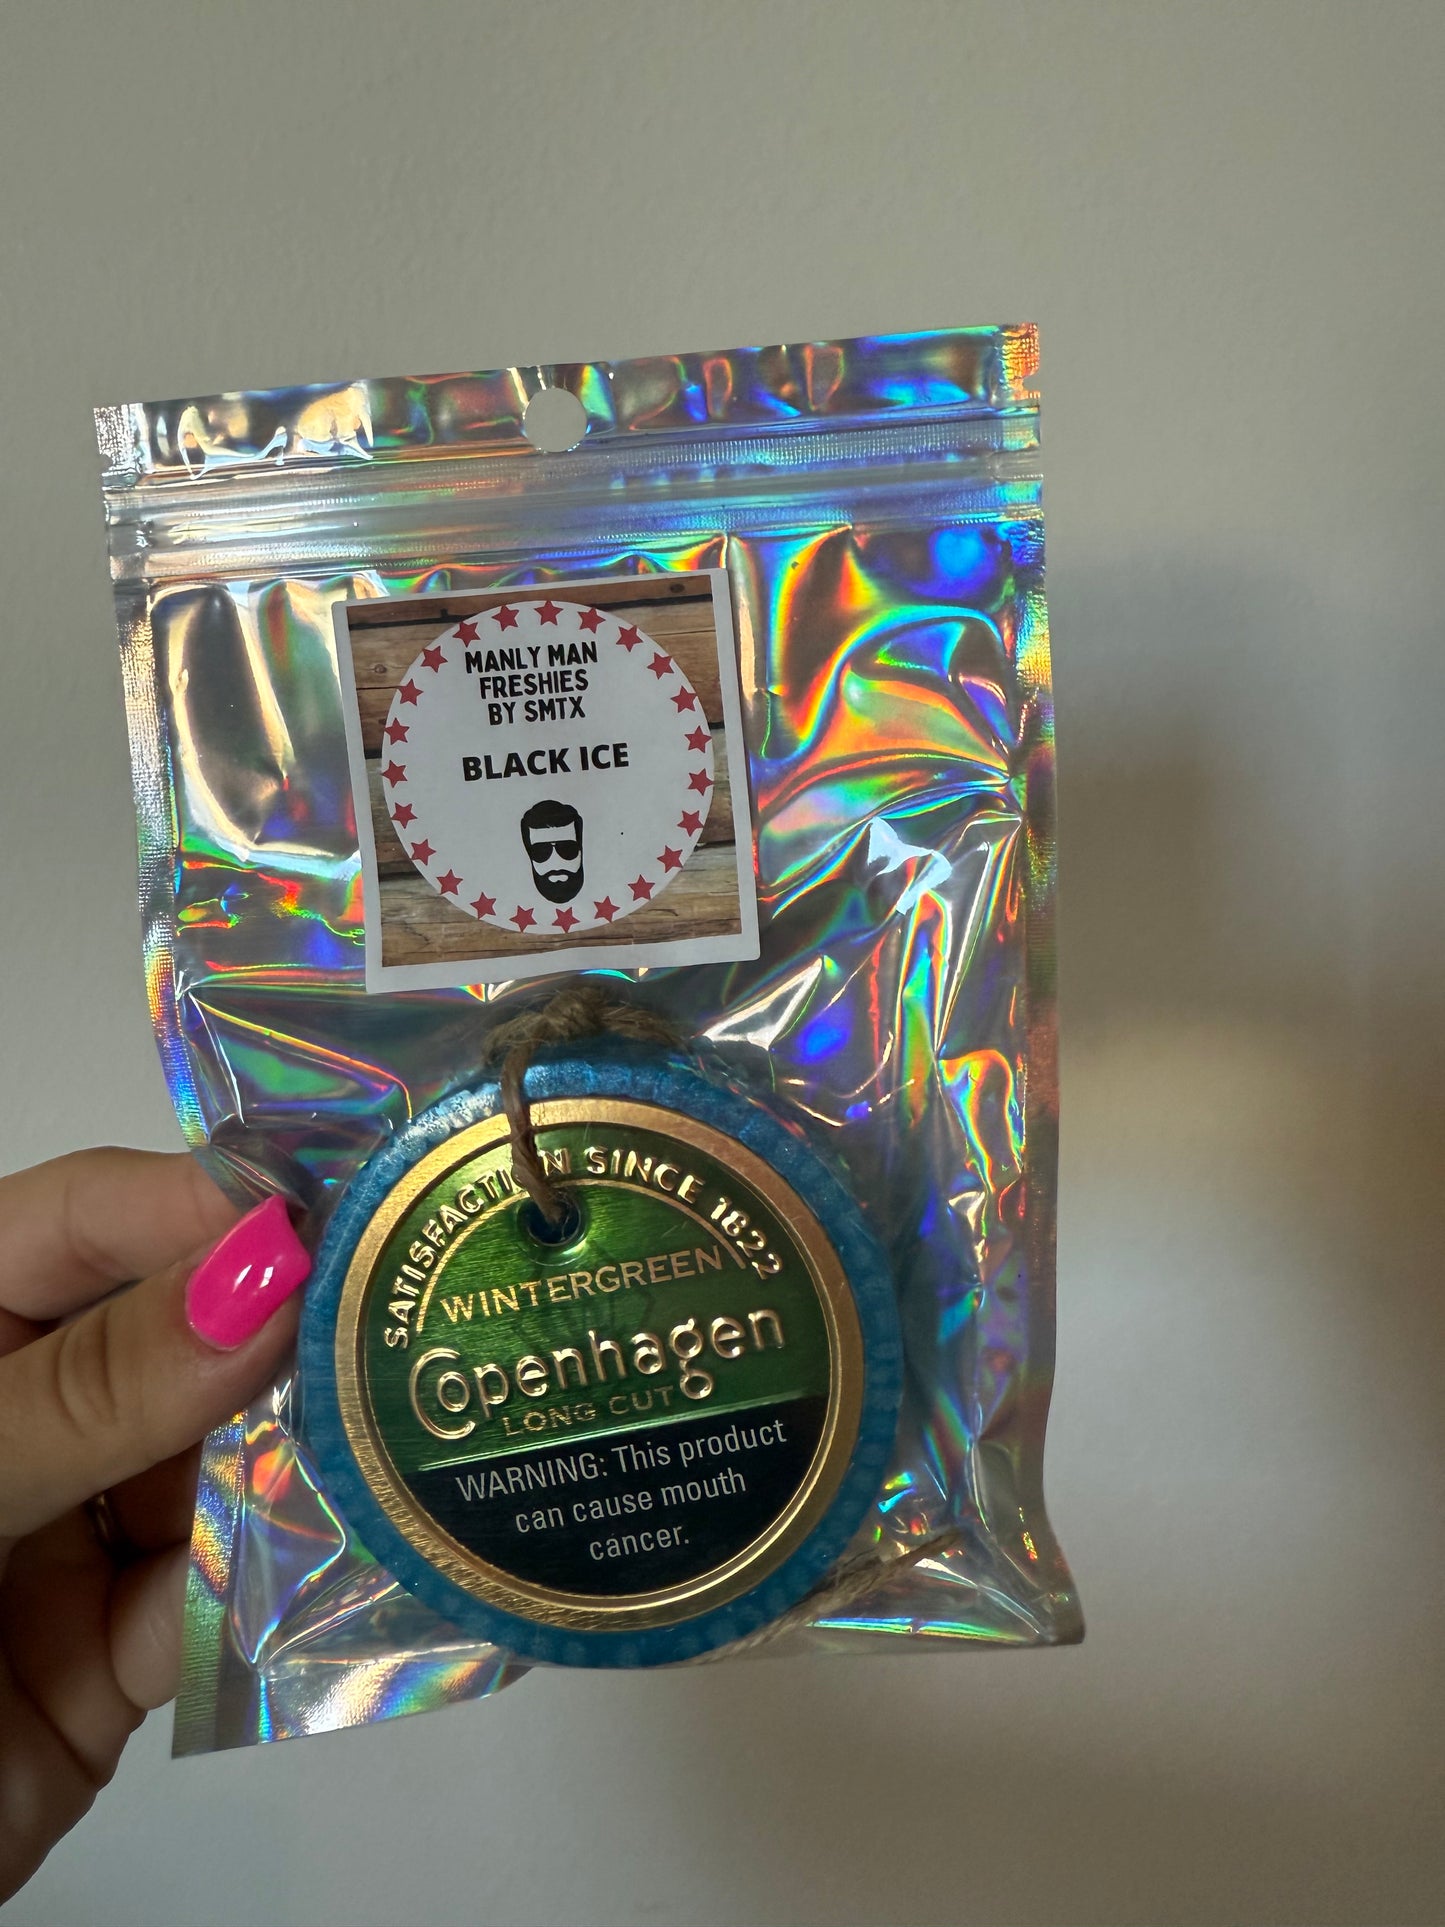 MANLY MAN
FRESHIES
BY SMTX
BLACK ICE
SATISFACTION SINCE 1822
WINTERGREEN
Copenhagen
LONG CUT
WARNING: This product
can cause mouth
cancer.